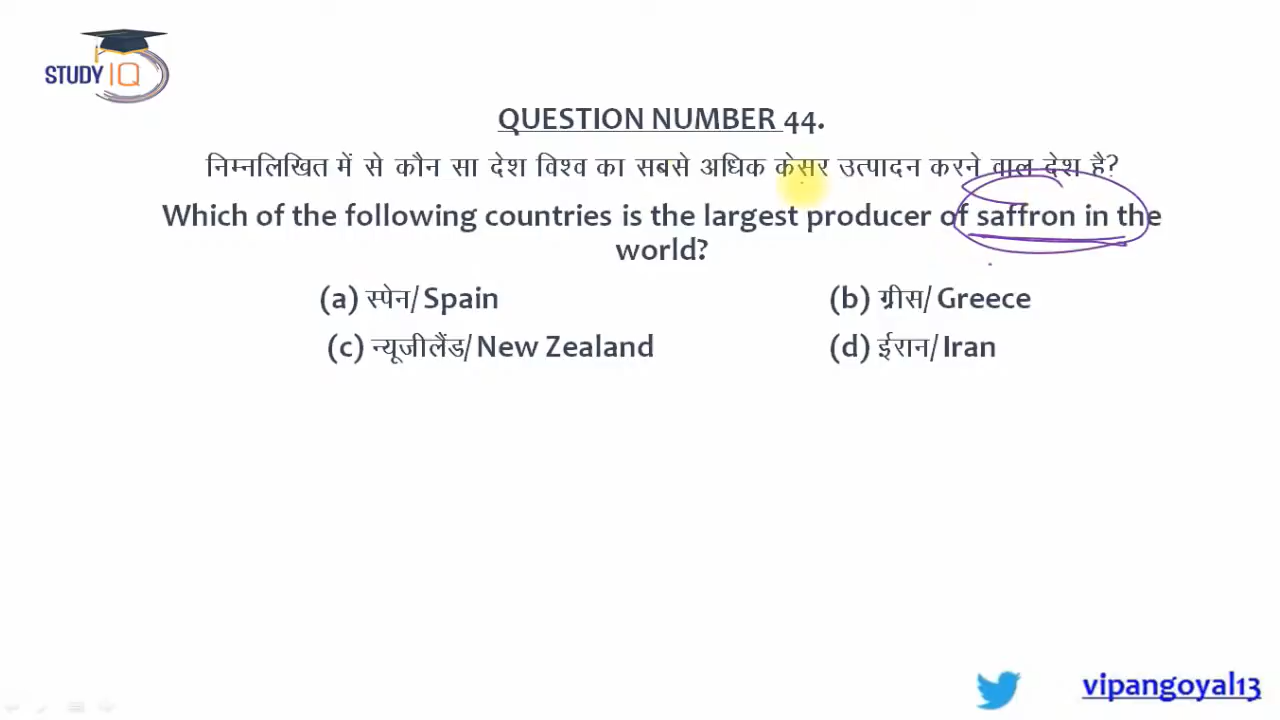 STUDY IQ
QUESTION NUMBER 44.
निम्नलिखित में से कौन सा देश विश्व का सबसे अधिक केसर उत्पादन करने वाल देश है?
Which of the following countries is the largest producer of saffron in the
world?
(a) स्पेन/ Spain (b) ग्रीस/ Greece
(c) न्यूजीलैंड/ New Zealand (d) ईरान/ Iran
vipangoyal13